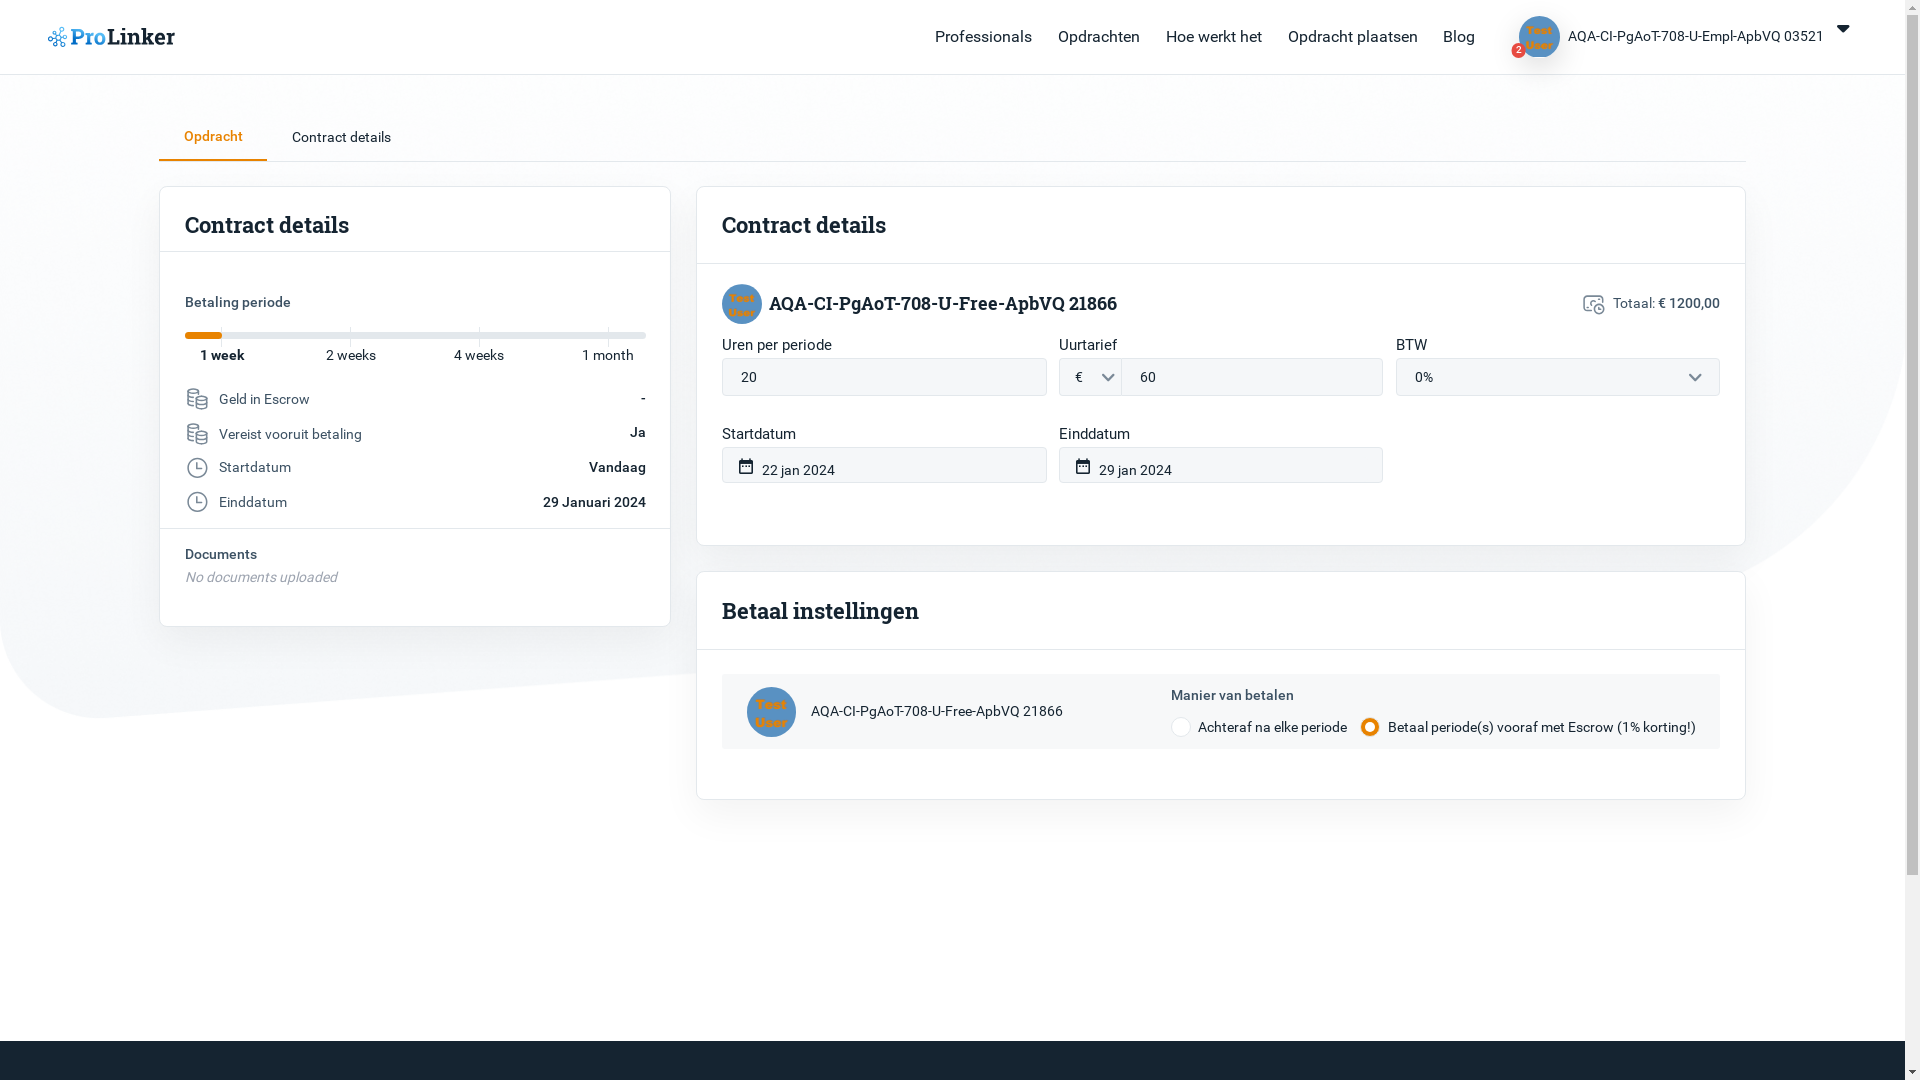 ProLinker
Professionals Opdrachten Hoe werkt het Opdracht plaatsen Blog
Test User
2
AQA-CI-PgAoT-708-U-Empl-ApbVQ 03521
Opdracht Contract details
Contract details
Betaling periode
1 week 2 weeks 4 weeks 1 month
Geld in Escrow -
Vereist vooruit betaling Ja
Startdatum Vandaag
Einddatum 29 Januari 2024
Documents
No documents uploaded
Contract details
Test User
AQA-CI-PgAoT-708-U-Free-ApbVQ 21866
Totaal: € 1200,00
Uren per periode Uurtarief BTW
20 € 60 0%
Startdatum Einddatum
22 jan 2024 29 jan 2024
Betaal instellingen
Test User
AQA-CI-PgAoT-708-U-Free-ApbVQ 21866
Manier van betalen
Achteraf na elke periode Betaal periode(s) vooraf met Escrow (1% korting!)